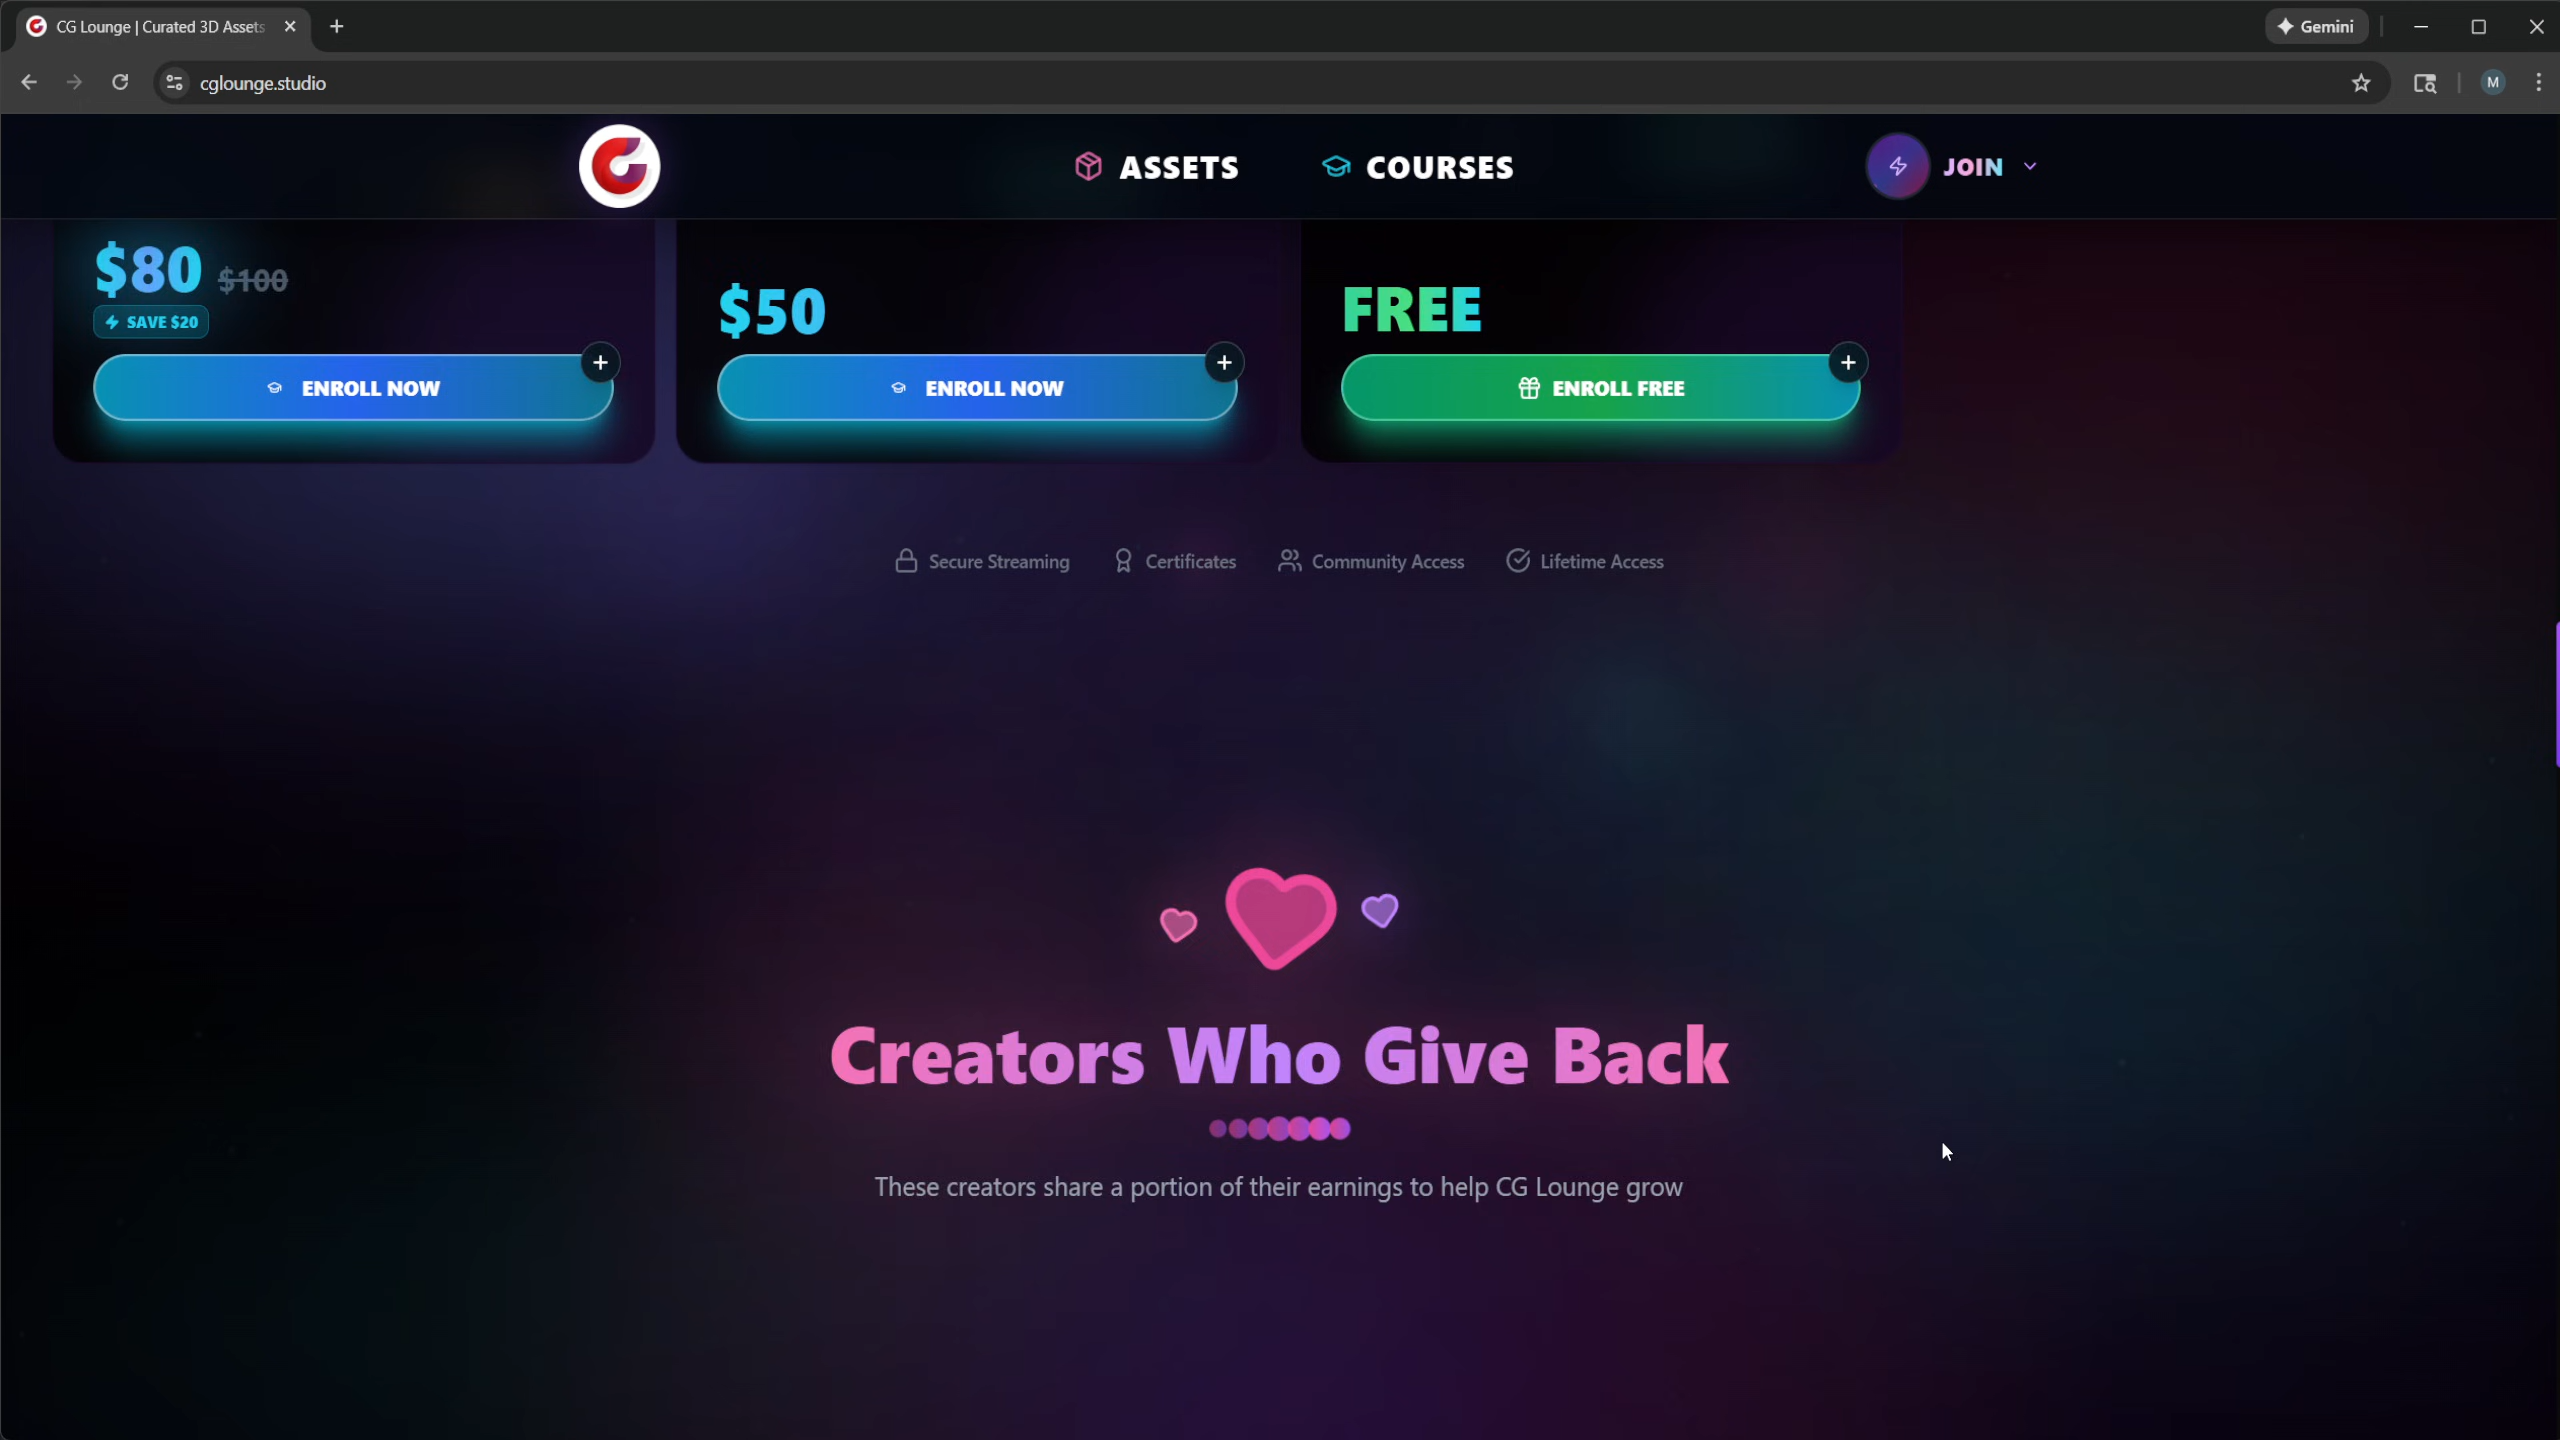 CG Lounge | Curated 3D Assets
Gemini
cglounge.studio
M
ASSETS
COURSES
JOIN
$80 $100
SAVE $20
ENROLL NOW
$50
ENROLL NOW
FREE
ENROLL FREE
Secure Streaming
Certificates
Community Access
Lifetime Access
Creators Who Give Back
These creators share a portion of their earnings to help CG Lounge grow